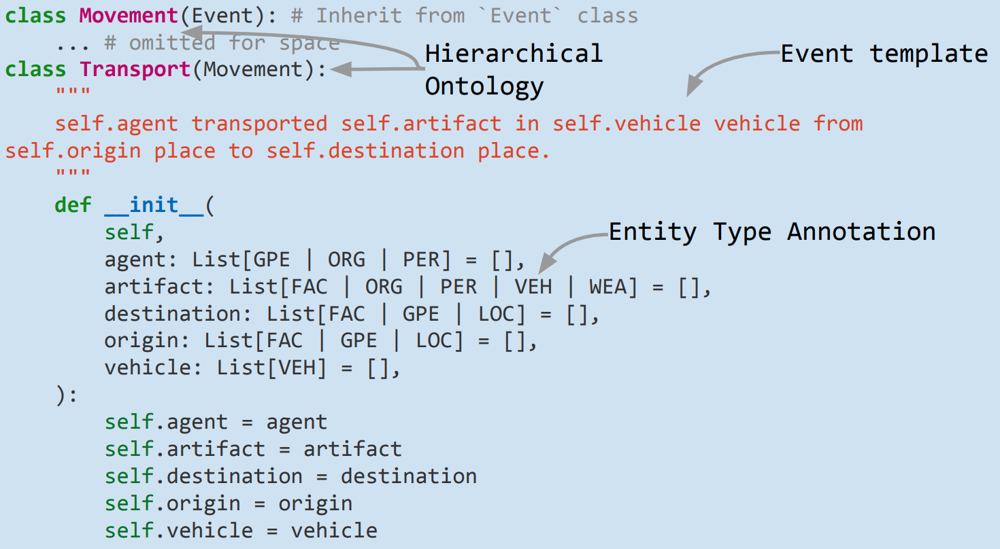 class Movement(Event): # Inherit from `Event` class
    ... # omitted for space
class Transport(Movement):
Hierarchical
Ontology
Event template
    """
    self.agent transported self.artifact in self.vehicle vehicle from
self.origin place to self.destination place.
    """
    def __init__(
        self,
Entity Type Annotation
        agent: List[GPE | ORG | PER] = [],
        artifact: List[FAC | ORG | PER | VEH | WEA] = [],
        destination: List[FAC | GPE | LOC] = [],
        origin: List[FAC | GPE | LOC] = [],
        vehicle: List[VEH] = [],
    ):
        self.agent = agent
        self.artifact = artifact
        self.destination = destination
        self.origin = origin
        self.vehicle = vehicle